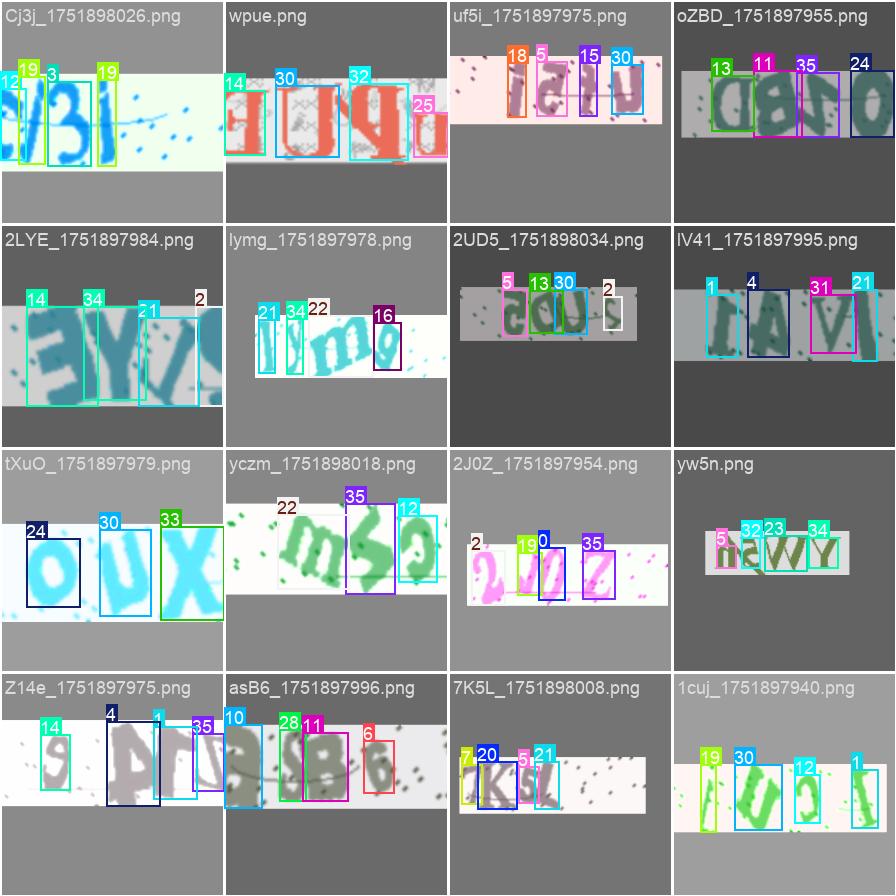 Cj3j_1751898026.png wpue.png uf5i_1751897975.png oZBD_1751897955.png
12 19 3 19 14 30 32 25 18 5 15 30 13 11 35 24
2LYE_1751897984.png lymg_1751897978.png 2UD5_1751898034.png IV41_1751897995.png
14 34 21 2 21 34 22 16 5 13 30 2 1 4 31 21
tXuO_1751897979.png yczm_1751898018.png 2J0Z_1751897954.png yw5n.png
24 30 33 22 35 12 2 19 0 35 5 32 23 34
OUX
Z14e_1751897975.png asB6_1751897996.png 7K5L_1751898008.png 1cuj_1751897940.png
14 4 1 35 10 28 11 6 7 20 5 21 19 30 12 1
7K5L